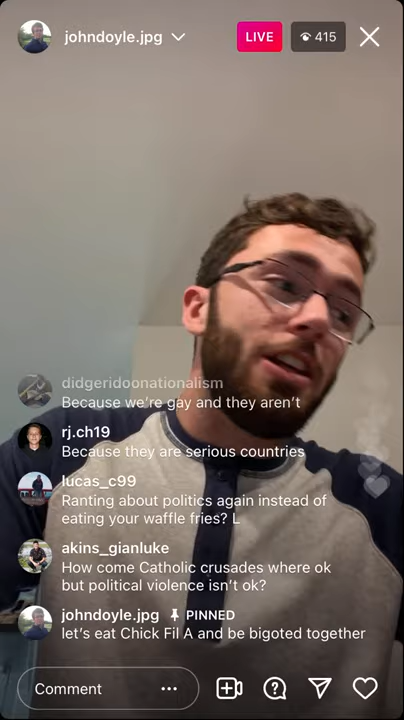 johndoyle.jpg
LIVE
415
didgeridoonationalism
Because we're gay and they aren't
rj.ch19
Because they are serious countries
lucas_c99
Ranting about politics again instead of
eating your waffle fries? L
akins_gianluke
How come Catholic crusades where ok
but political violence isn't ok?
johndoyle.jpg PINNED
let's eat Chick Fil A and be bigoted together
Comment